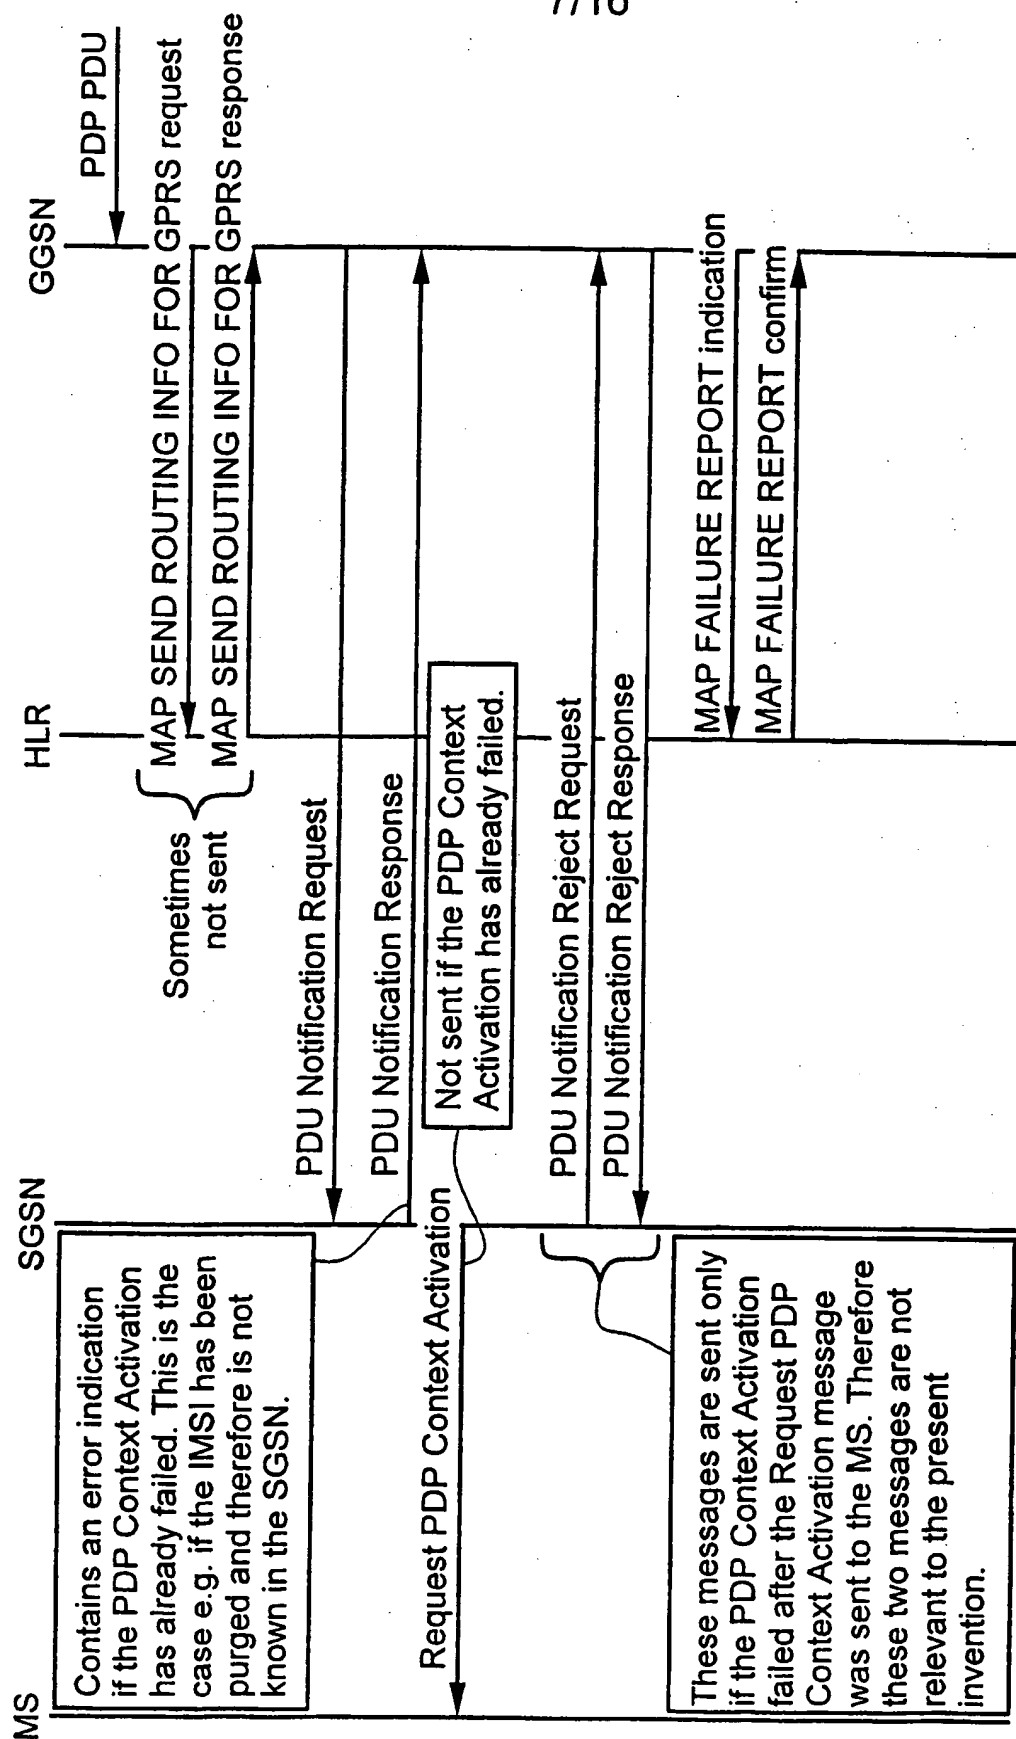 7/16
MS
SGSN
HLR
GGSN
PDP PDU
MAP SEND ROUTING INFO FOR GPRS request
MAP SEND ROUTING INFO FOR GPRS response
Sometimes
not sent
PDU Notification Request
PDU Notification Response
Contains an error indication
if the PDP Context Activation
has already failed. This is the
case e.g. if the IMSI has been
purged and therefore is not
known in the SGSN.
Request PDP Context Activation
Not sent if the PDP Context
Activation has already failed.
PDU Notification Reject Request
PDU Notification Reject Response
These messages are sent only
if the PDP Context Activation
failed after the Request PDP
Context Activation message
was sent to the MS. Therefore
these two messages are not
relevant to the present
invention.
MAP FAILURE REPORT indication
MAP FAILURE REPORT confirm